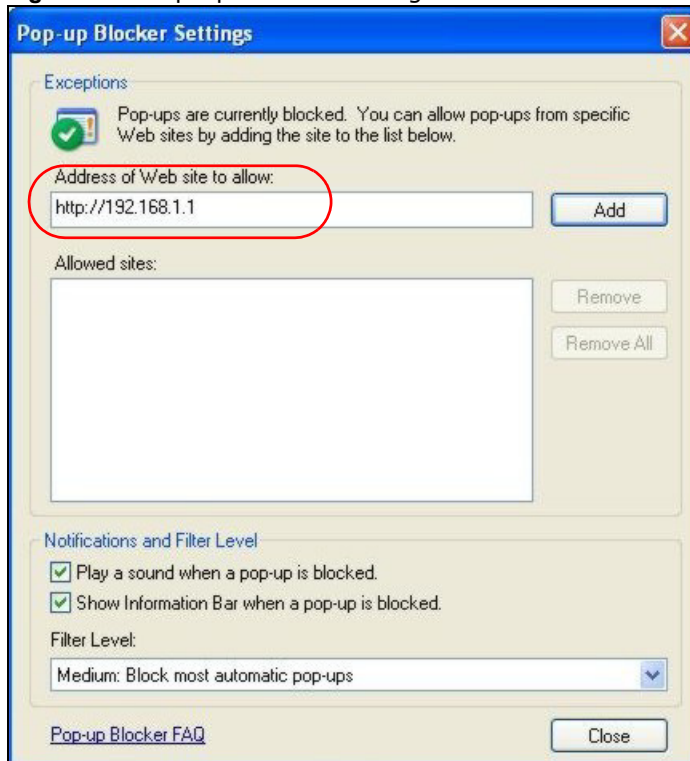 Pop-up Blocker Settings
Exceptions
Pop-ups are currently blocked. You can allow pop-ups from specific
Web sites by adding the site to the list below.
Address of Web site to allow:
http://192.168.1.1
Add
Allowed sites:
Remove
Remove All
Notifications and Filter Level
Play a sound when a pop-up is blocked.
Show Information Bar when a pop-up is blocked.
Filter Level:
Medium: Block most automatic pop-ups
Pop-up Blocker FAQ
Close